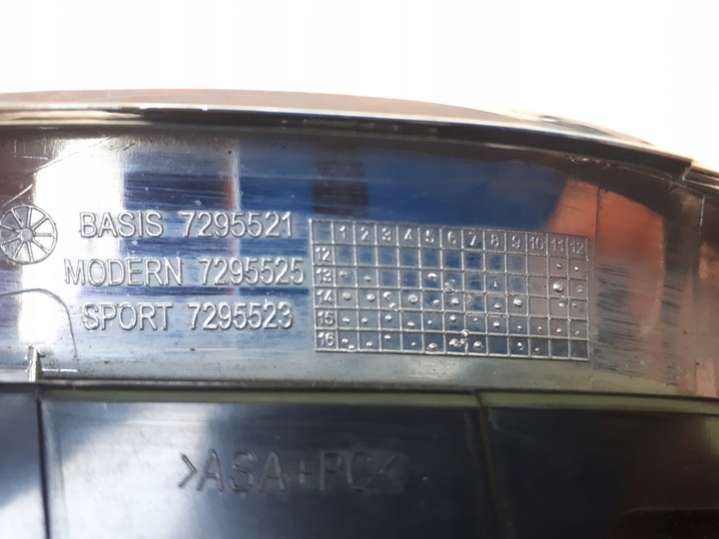 BASIS 7295521
MODERN 7295525
SPORT 7295523
1 2 3 4 5 6 7 8 9 10 11 12
12
13
14
15
16
>ASA+PC<